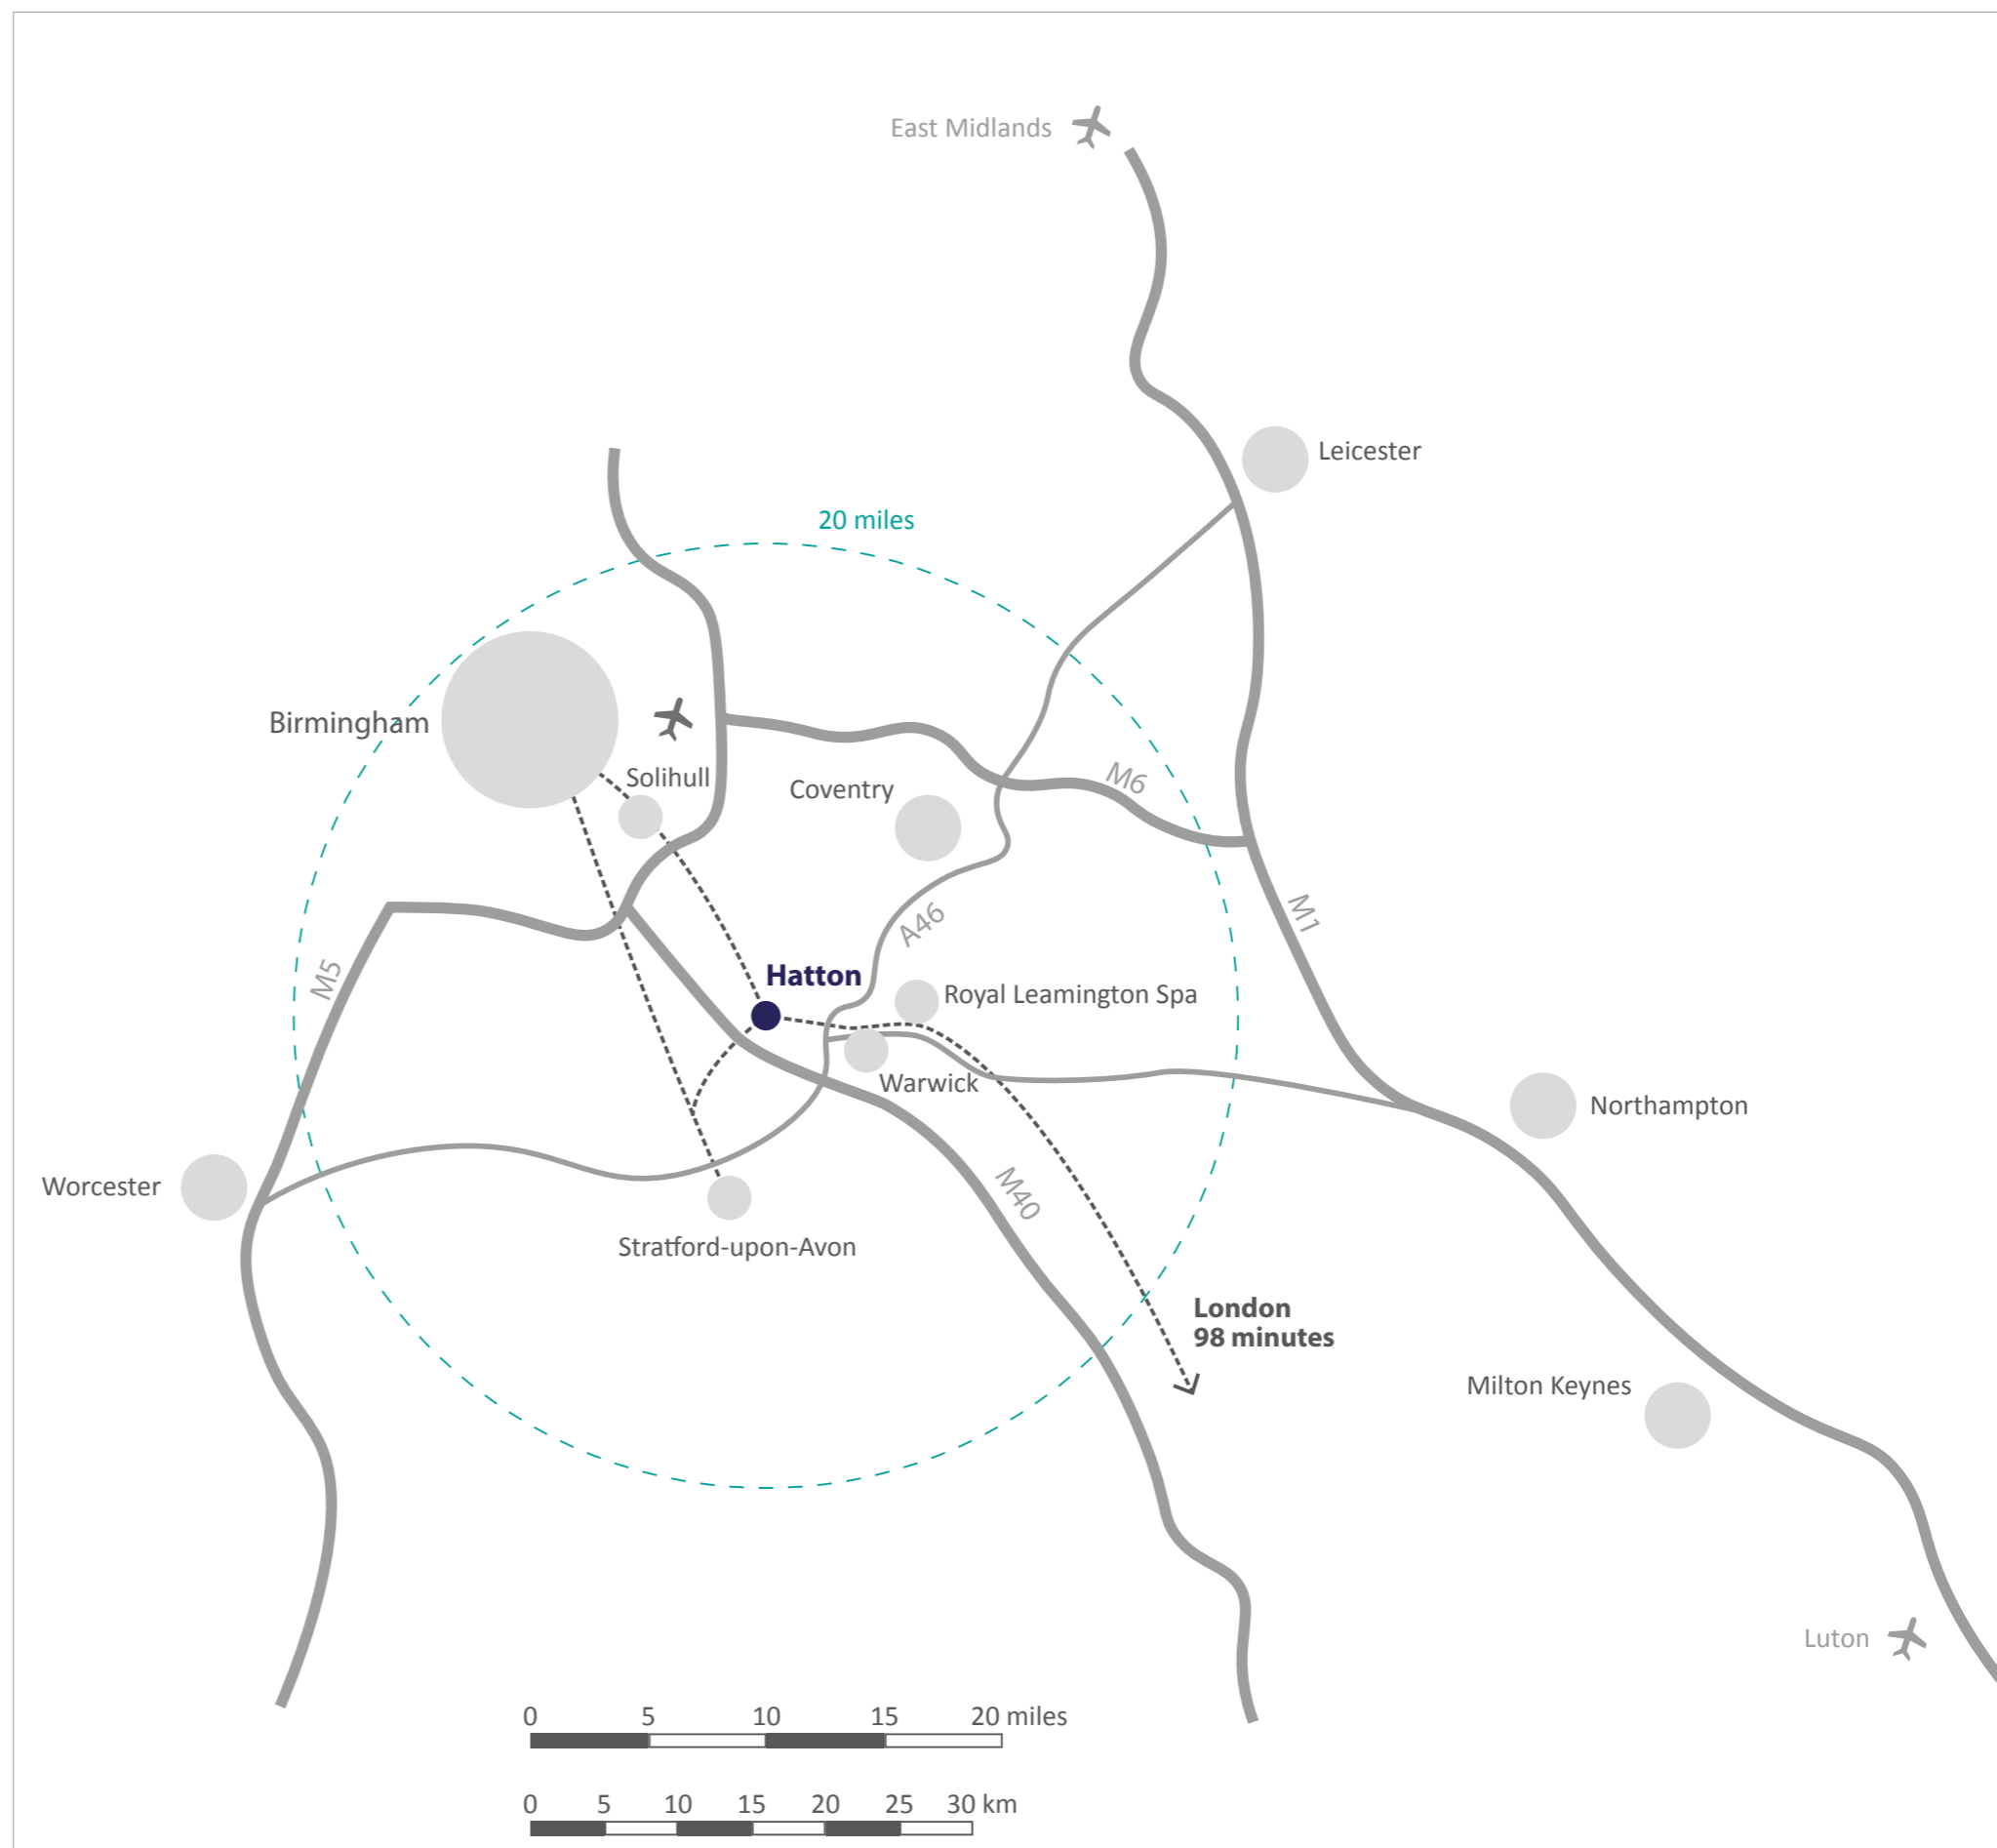 East Midlands
Leicester
20 miles
Birmingham
Solihull
Coventry
M6
M1
A46
M5
Hatton
Royal Leamington Spa
Warwick
Northampton
Worcester
M40
Stratford-upon-Avon
London
98 minutes
Milton Keynes
Luton
0 5 10 15 20 miles
0 5 10 15 20 25 30 km